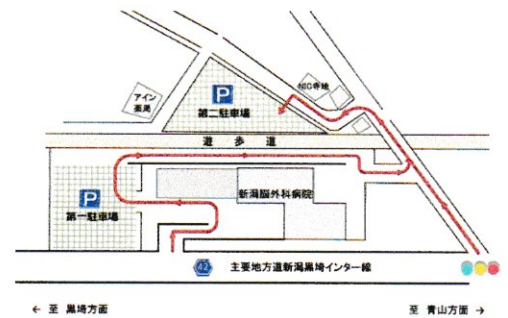 アイン
薬局
P
第二駐車場
NIC寺地
遊歩道
P
第一駐車場
新潟脳外科病院
42
主要地方道新潟黒埼インター線
← 至 黒埼方面
至 青山方面 →